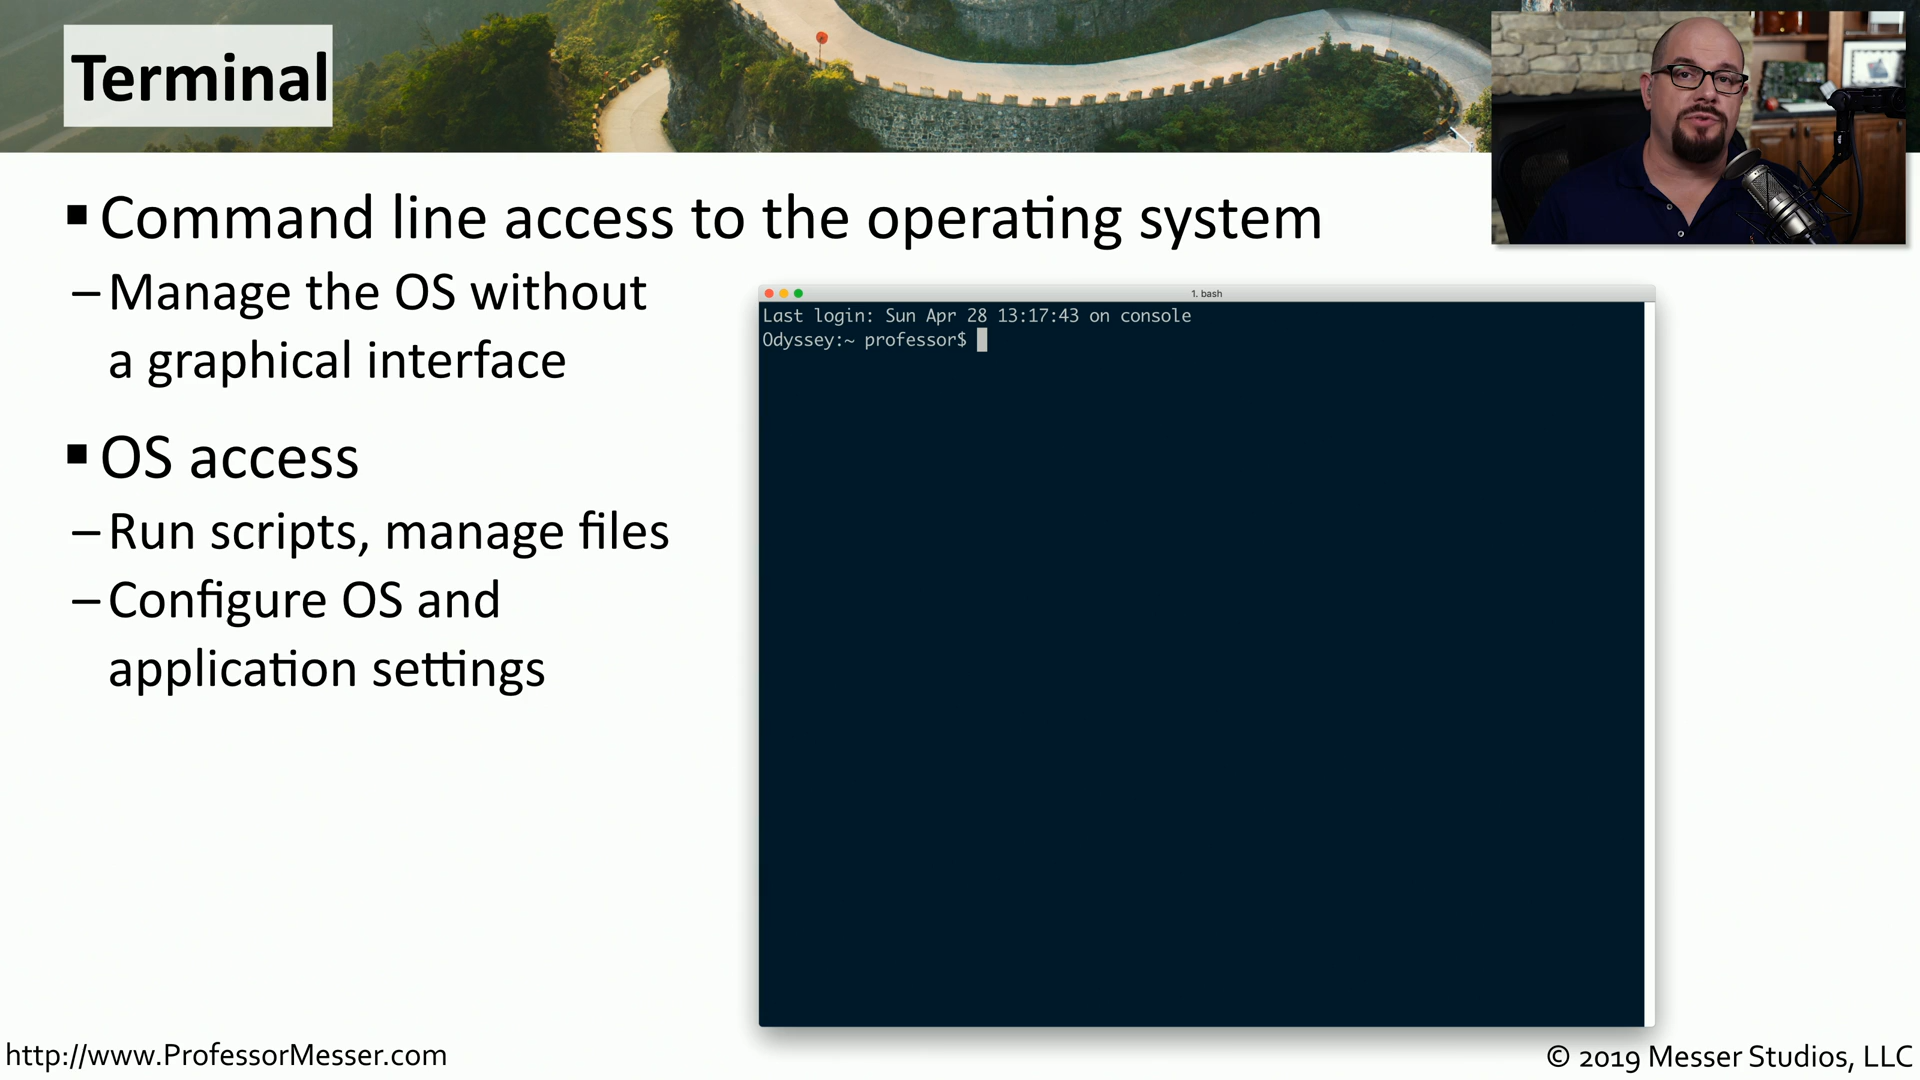 Terminal
▪ Command line access to the operating system
– Manage the OS without
a graphical interface
▪ OS access
– Run scripts, manage files
– Configure OS and
application settings
1. bash
Last login: Sun Apr 28 13:17:43 on console
Odyssey:~ professor$
http://www.ProfessorMesser.com
© 2019 Messer Studios, LLC